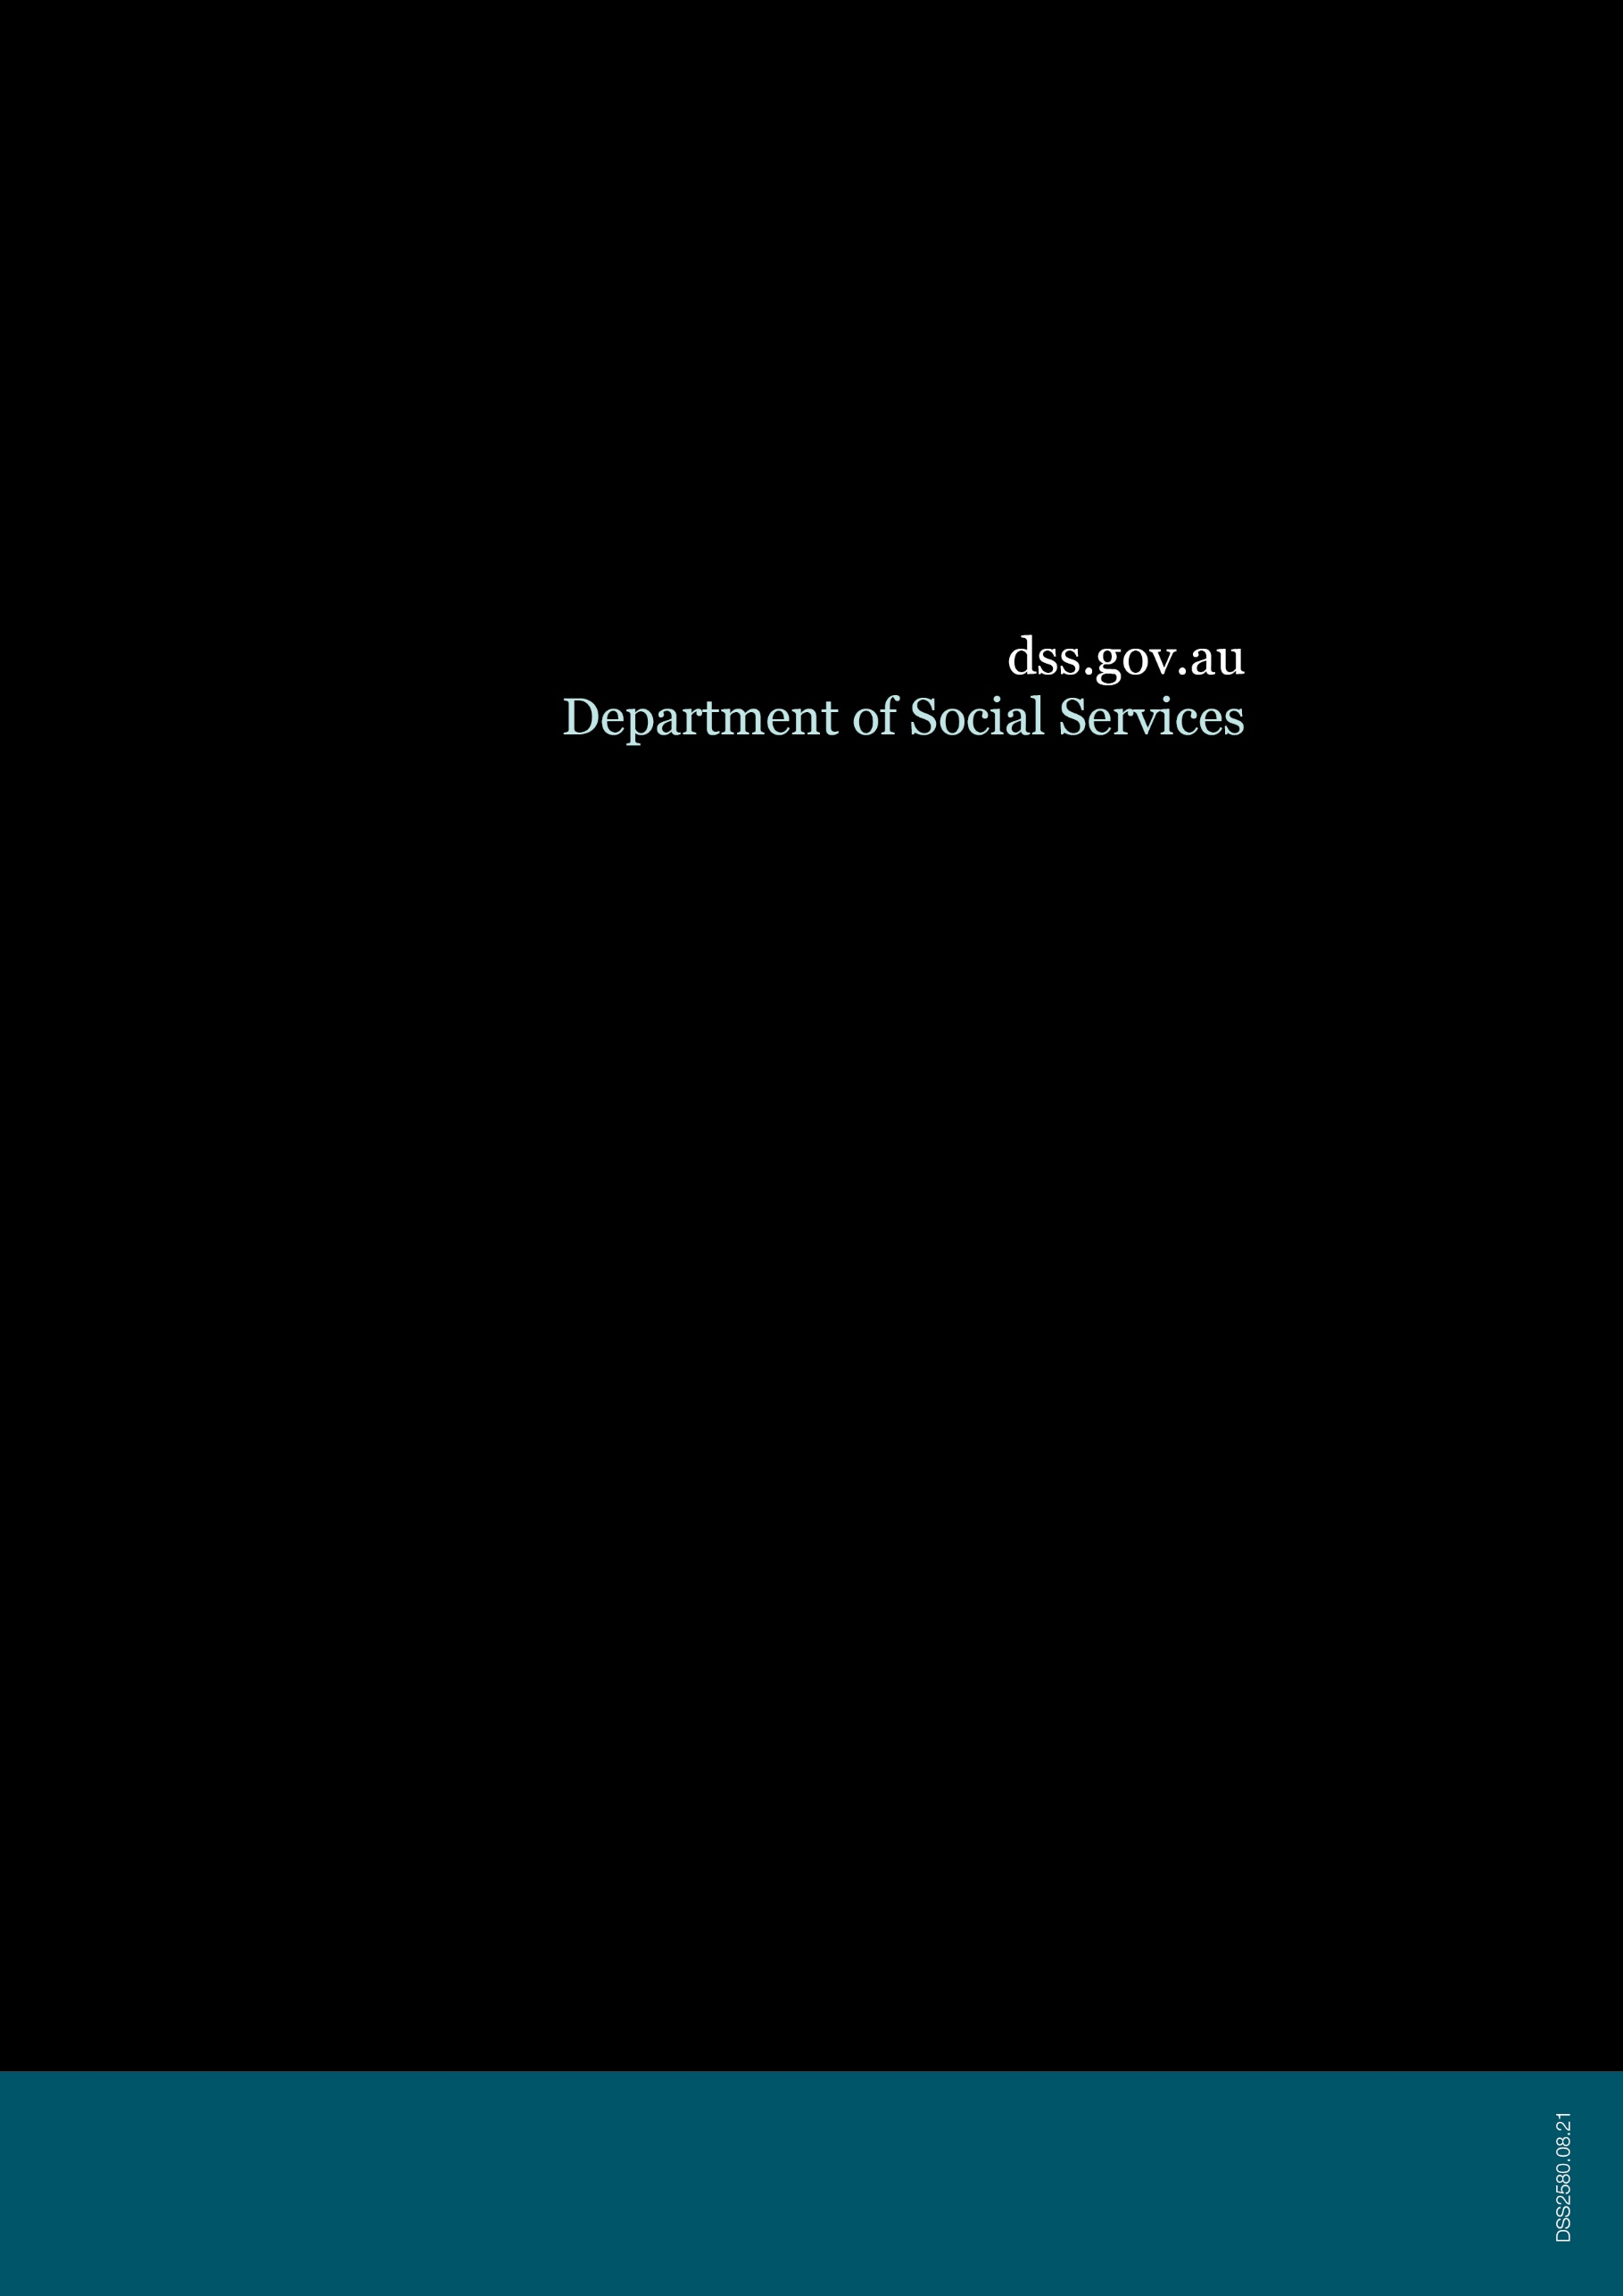 dss.gov.au
Department of Social Services
DSS2580.08.21